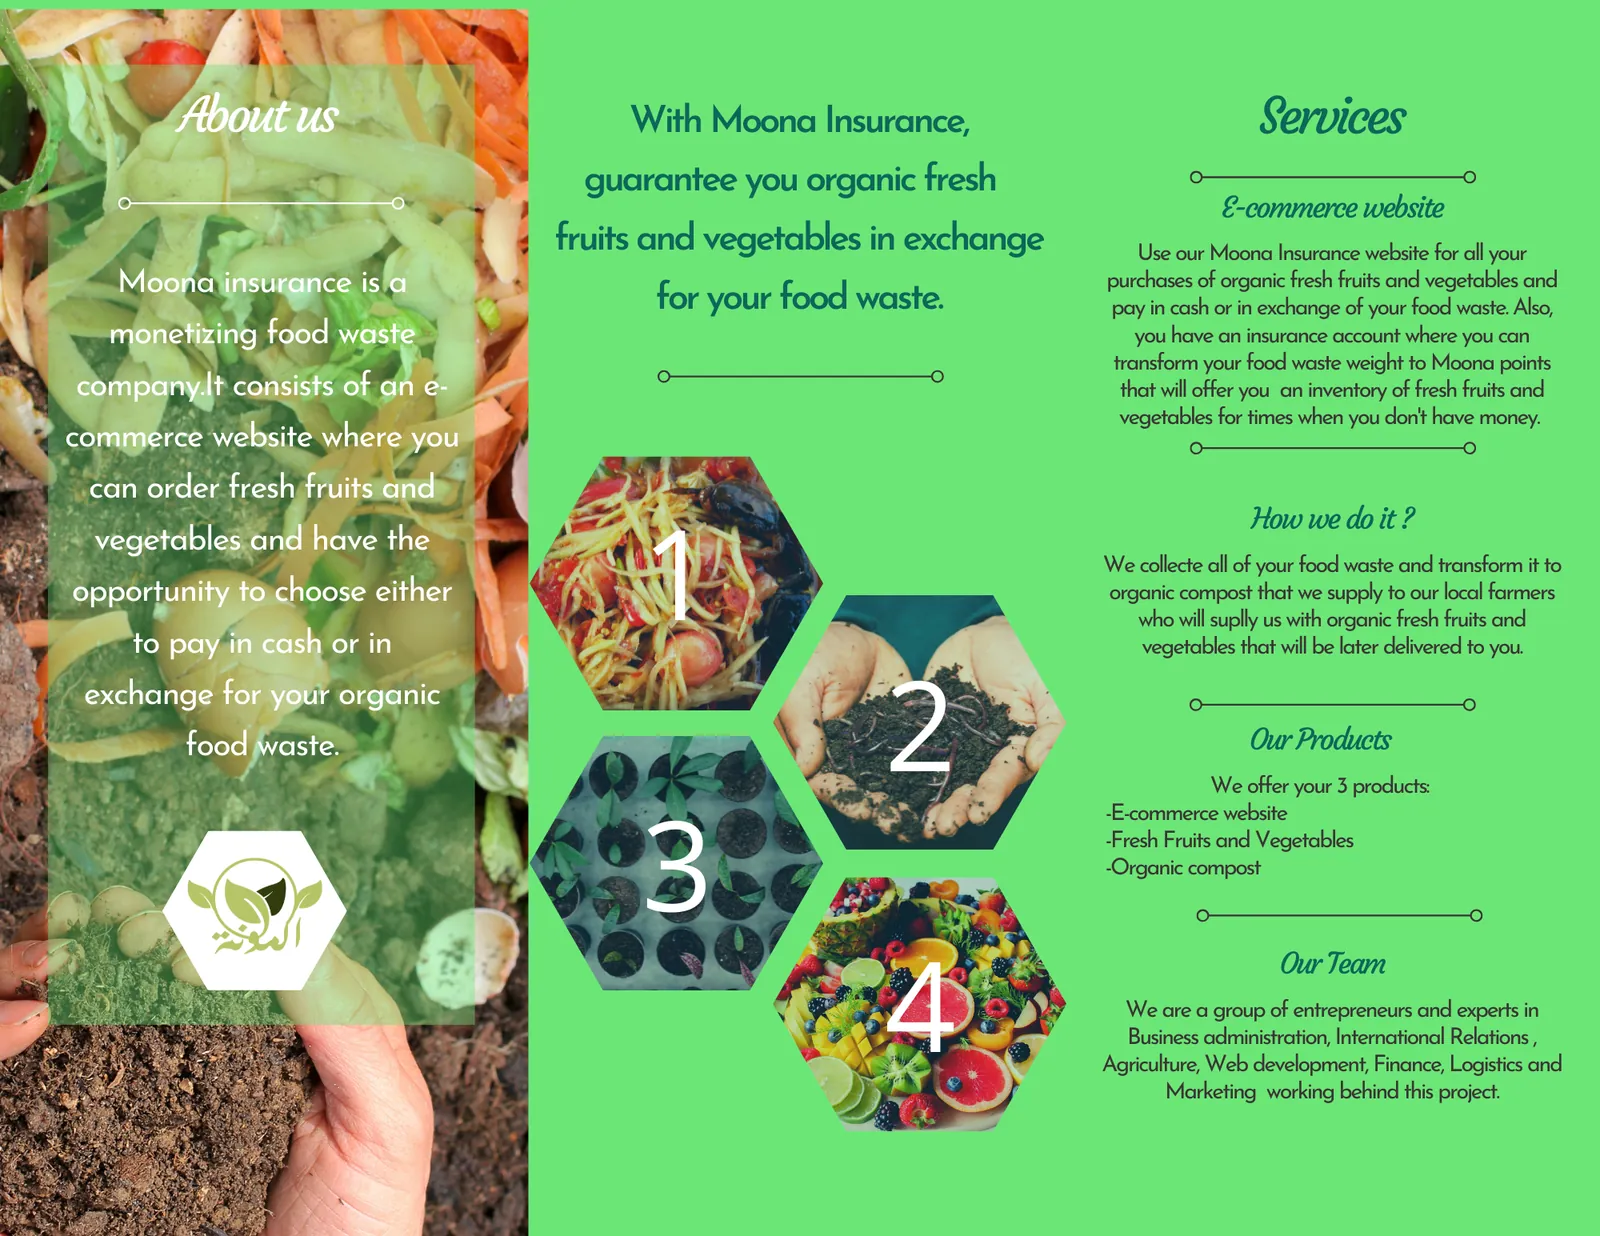 About us
Moona insurance is a
monetizing food waste
company.It consists of an e-
commerce website where you
can order fresh fruits and
vegetables and have the
opportunity to choose either
to pay in cash or in
exchange for your organic
food waste.
المونة
With Moona Insurance,
guarantee you organic fresh
fruits and vegetables in exchange
for your food waste.
1
2
3
4
Services
E-commerce website
Use our Moona Insurance website for all your
purchases of organic fresh fruits and vegetables and
pay in cash or in exchange of your food waste. Also,
you have an insurance account where you can
transform your food waste weight to Moona points
that will offer you  an inventory of fresh fruits and
vegetables for times when you don't have money.
How we do it ?
We collecte all of your food waste and transform it to
organic compost that we supply to our local farmers
who will suplly us with organic fresh fruits and
vegetables that will be later delivered to you.
Our Products
We offer your 3 products:
-E-commerce website
-Fresh Fruits and Vegetables
-Organic compost
Our Team
We are a group of entrepreneurs and experts in
Business administration, International Relations ,
Agriculture, Web development, Finance, Logistics and
Marketing  working behind this project.